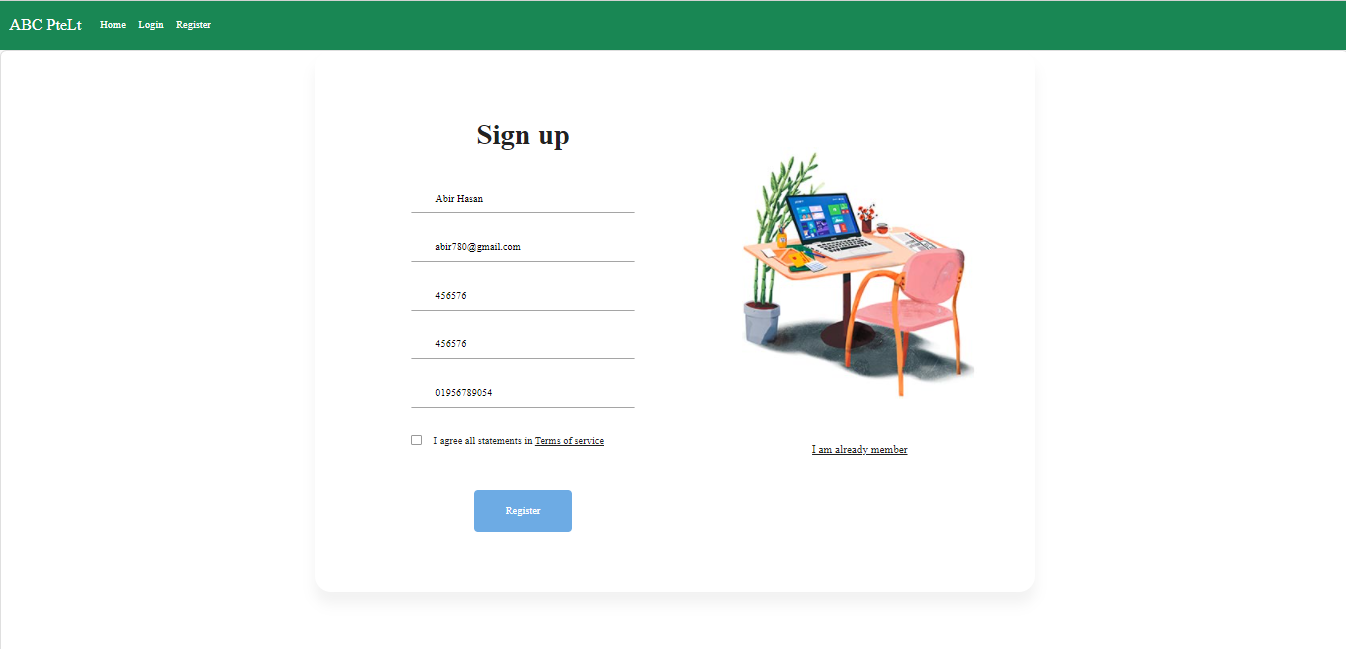 ABC PteLt Home Login Register
Sign up
Abir Hasan
abir780@gmail.com
456576
456576
01956789054
I agree all statements in Terms of service
Register
I am already member